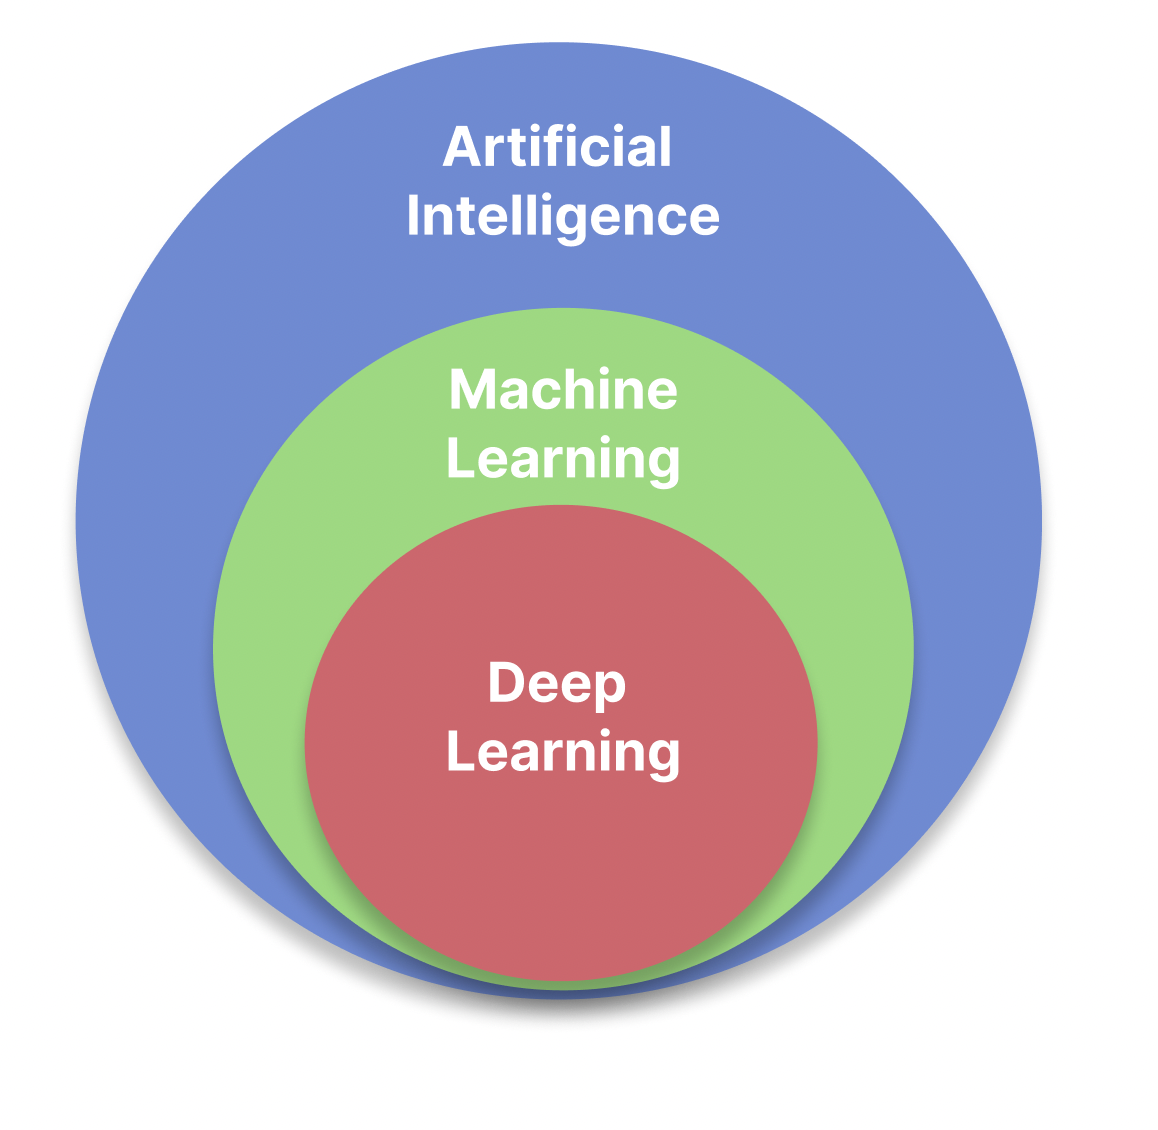 Artificial
Intelligence
Machine
Learning
Deep
Learning